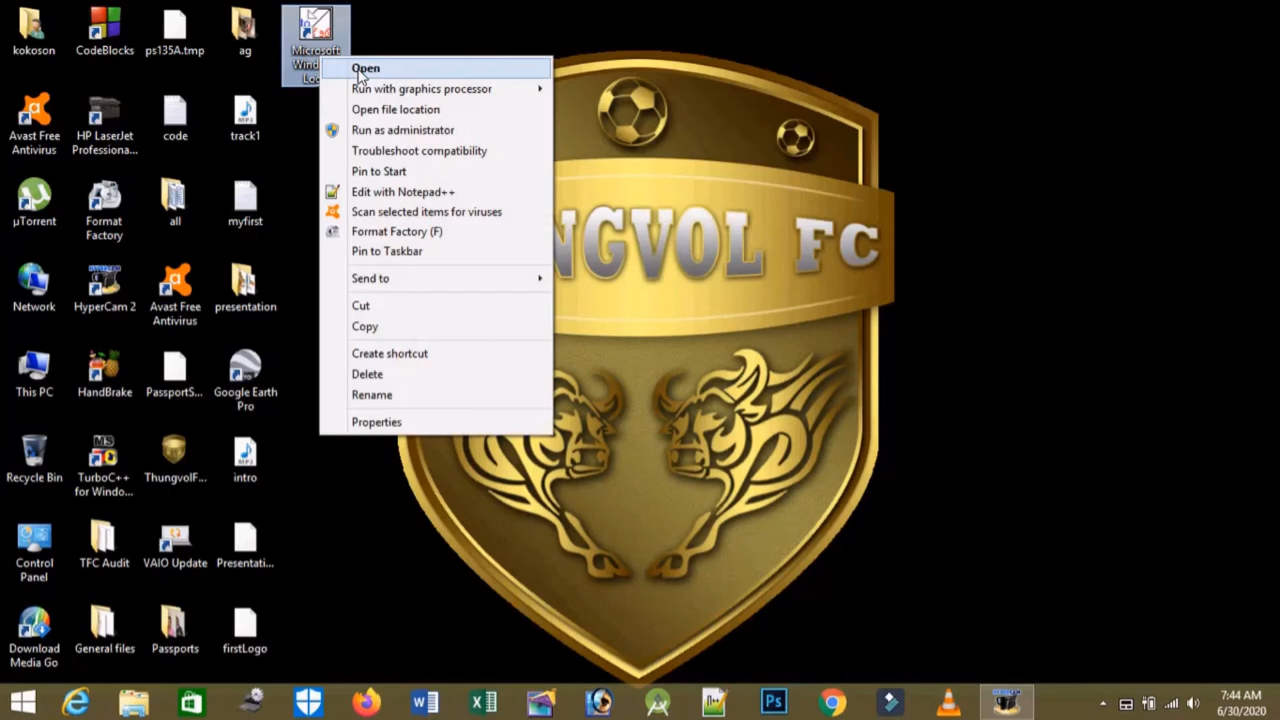 kokoson
CodeBlocks
ps135A.tmp
ag
Microsoft
Avast Free
Antivirus
HP LaserJet
Professiona...
code
track1
µTorrent
Format
Factory
all
myfirst
Network
HyperCam 2
Avast Free
Antivirus
presentation
This PC
HandBrake
PassportS...
Google Earth
Pro
Recycle Bin
TurboC++
for Windo...
ThungvolF...
intro
Control
Panel
TFC Audit
VAIO Update
Presentati...
Download
Media Go
General files
Passports
firstLogo
Open
Run with graphics processor
Open file location
Run as administrator
Troubleshoot compatibility
Pin to Start
Edit with Notepad++
Scan selected items for viruses
Format Factory (F)
Pin to Taskbar
Send to
Cut
Copy
Create shortcut
Delete
Rename
Properties
NGVOL FC
7:44 AM
6/30/2020